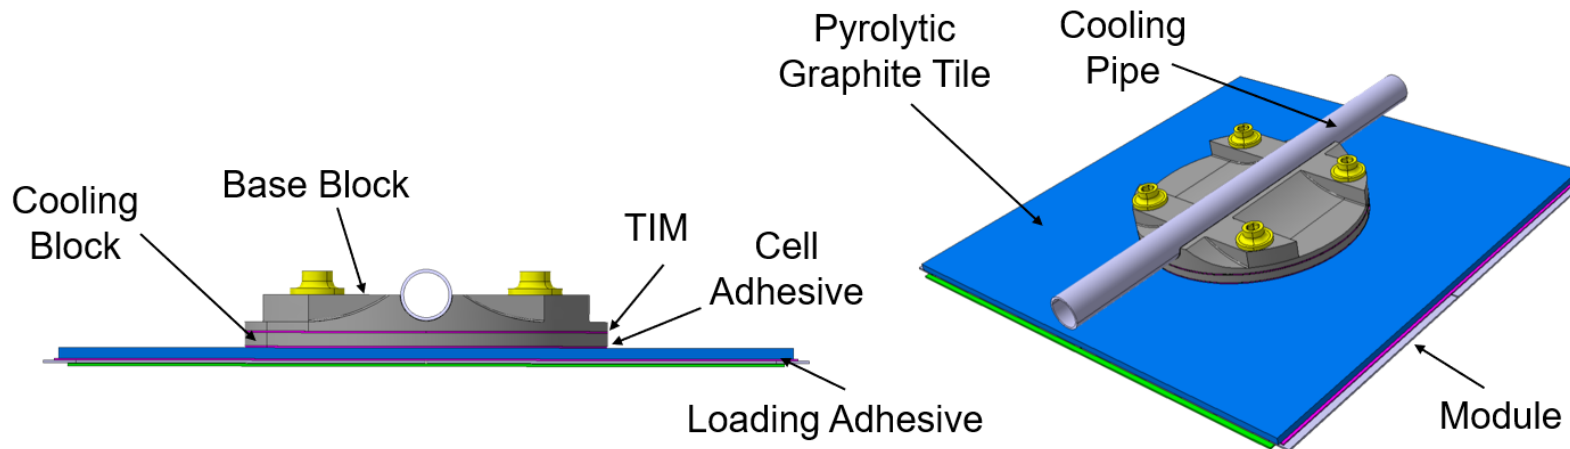 Cooling
Block
Base Block
TIM
Cell
Adhesive
Loading Adhesive
Pyrolytic
Graphite Tile
Cooling
Pipe
Module